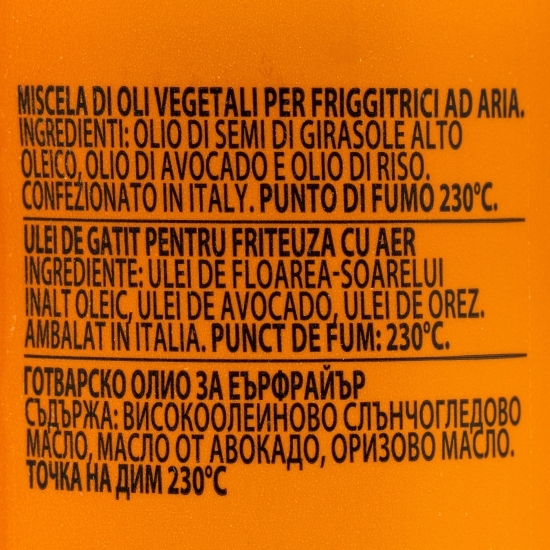 MISCELA DI OLI VEGETALI PER FRIGGITRICI AD ARIA.
INGREDIENTI: OLIO DI SEMI DI GIRASOLE ALTO
OLEICO, OLIO DI AVOCADO E OLIO DI RISO.
CONFEZIONATO IN ITALY. PUNTO DI FUMO 230°C.
ULEI DE GATIT PENTRU FRITEUZA CU AER
INGREDIENTE: ULEI DE FLOAREA-SOARELUI
INALT OLEIC, ULEI DE AVOCADO, ULEI DE OREZ.
AMBALAT IN ITALIA. PUNCT DE FUM: 230°C.
ГОТВАРСКО ОЛИО ЗА ЕЪРФРАЙЪР
СЪДЪРЖА: ВИСОКООЛЕИНОВО СЛЪНЧОГЛЕДОВО
МАСЛО, МАСЛО ОТ АВОКАДО, ОРИЗОВО МАСЛО.
ТОЧКА НА ДИМ 230°C